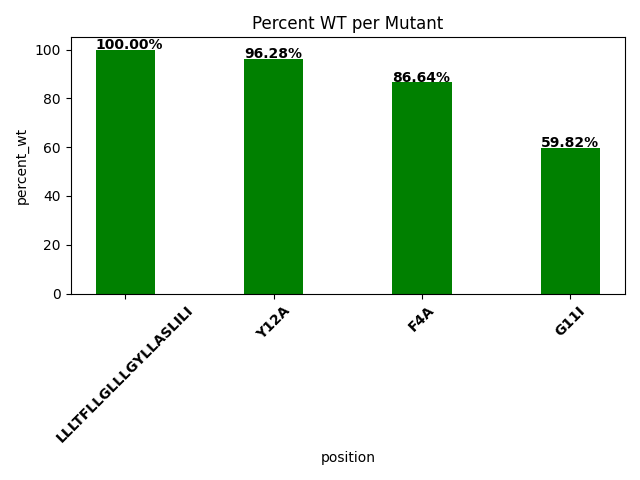 Percent WT per Mutant
percent_wt
100
80
60
40
20
0
100.00%
96.28%
86.64%
59.82%
LLLTFLLGLLLGYLLASLILI
Y12A
F4A
G11I
position